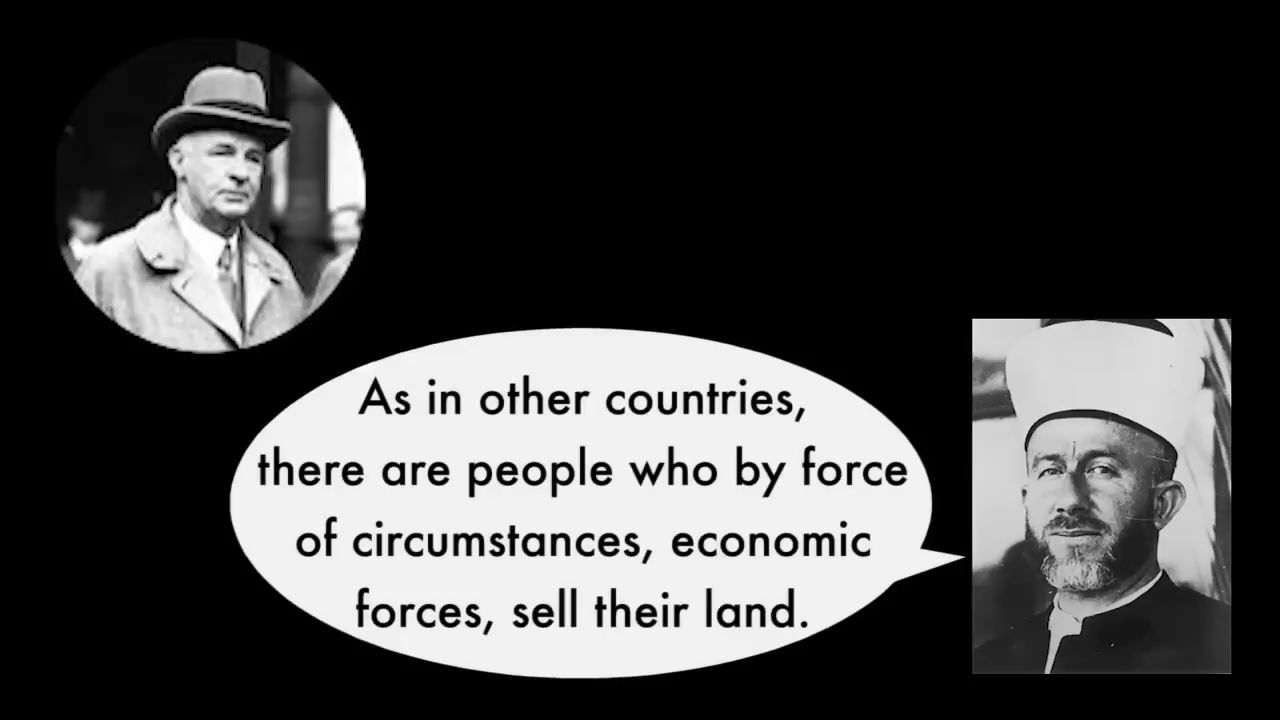 As in other countries,
there are people who by force
of circumstances, economic
forces, sell their land.